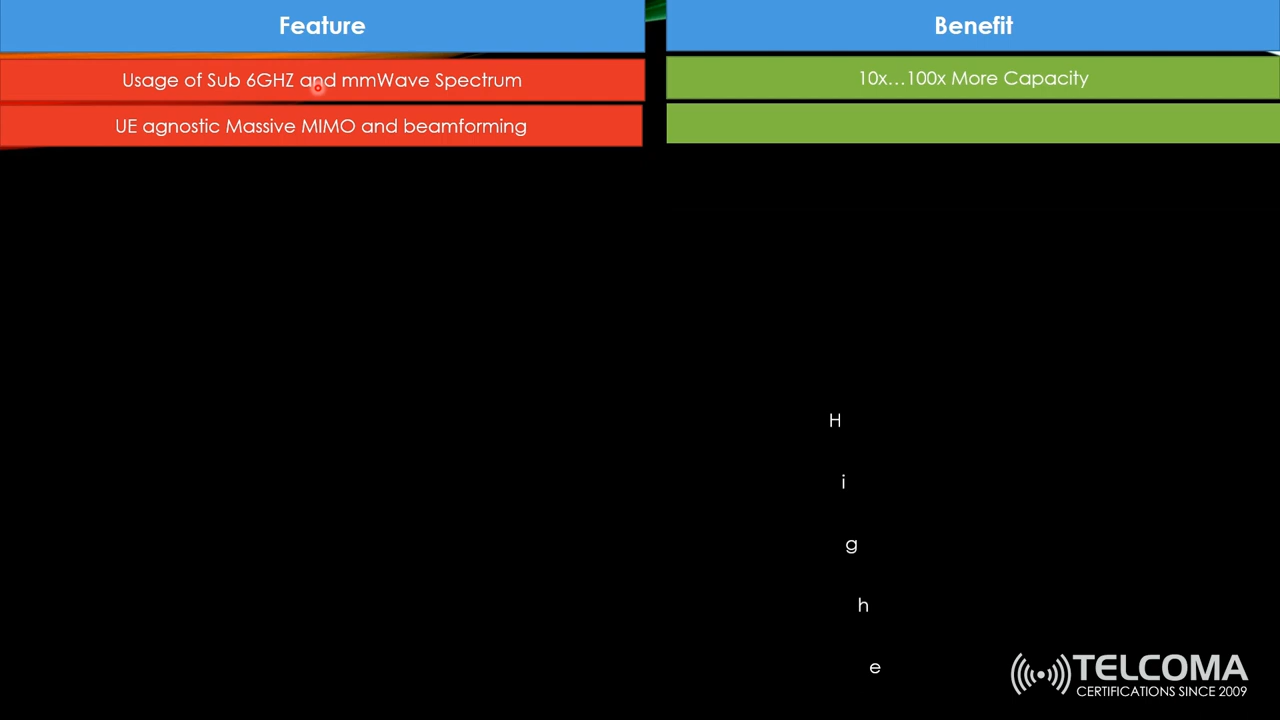 Feature
Benefit
Usage of Sub 6GHZ and mmWave Spectrum
10x...100x More Capacity
UE agnostic Massive MIMO and beamforming
H
i
g
h
e
TELCOMA
CERTIFICATIONS SINCE 2009